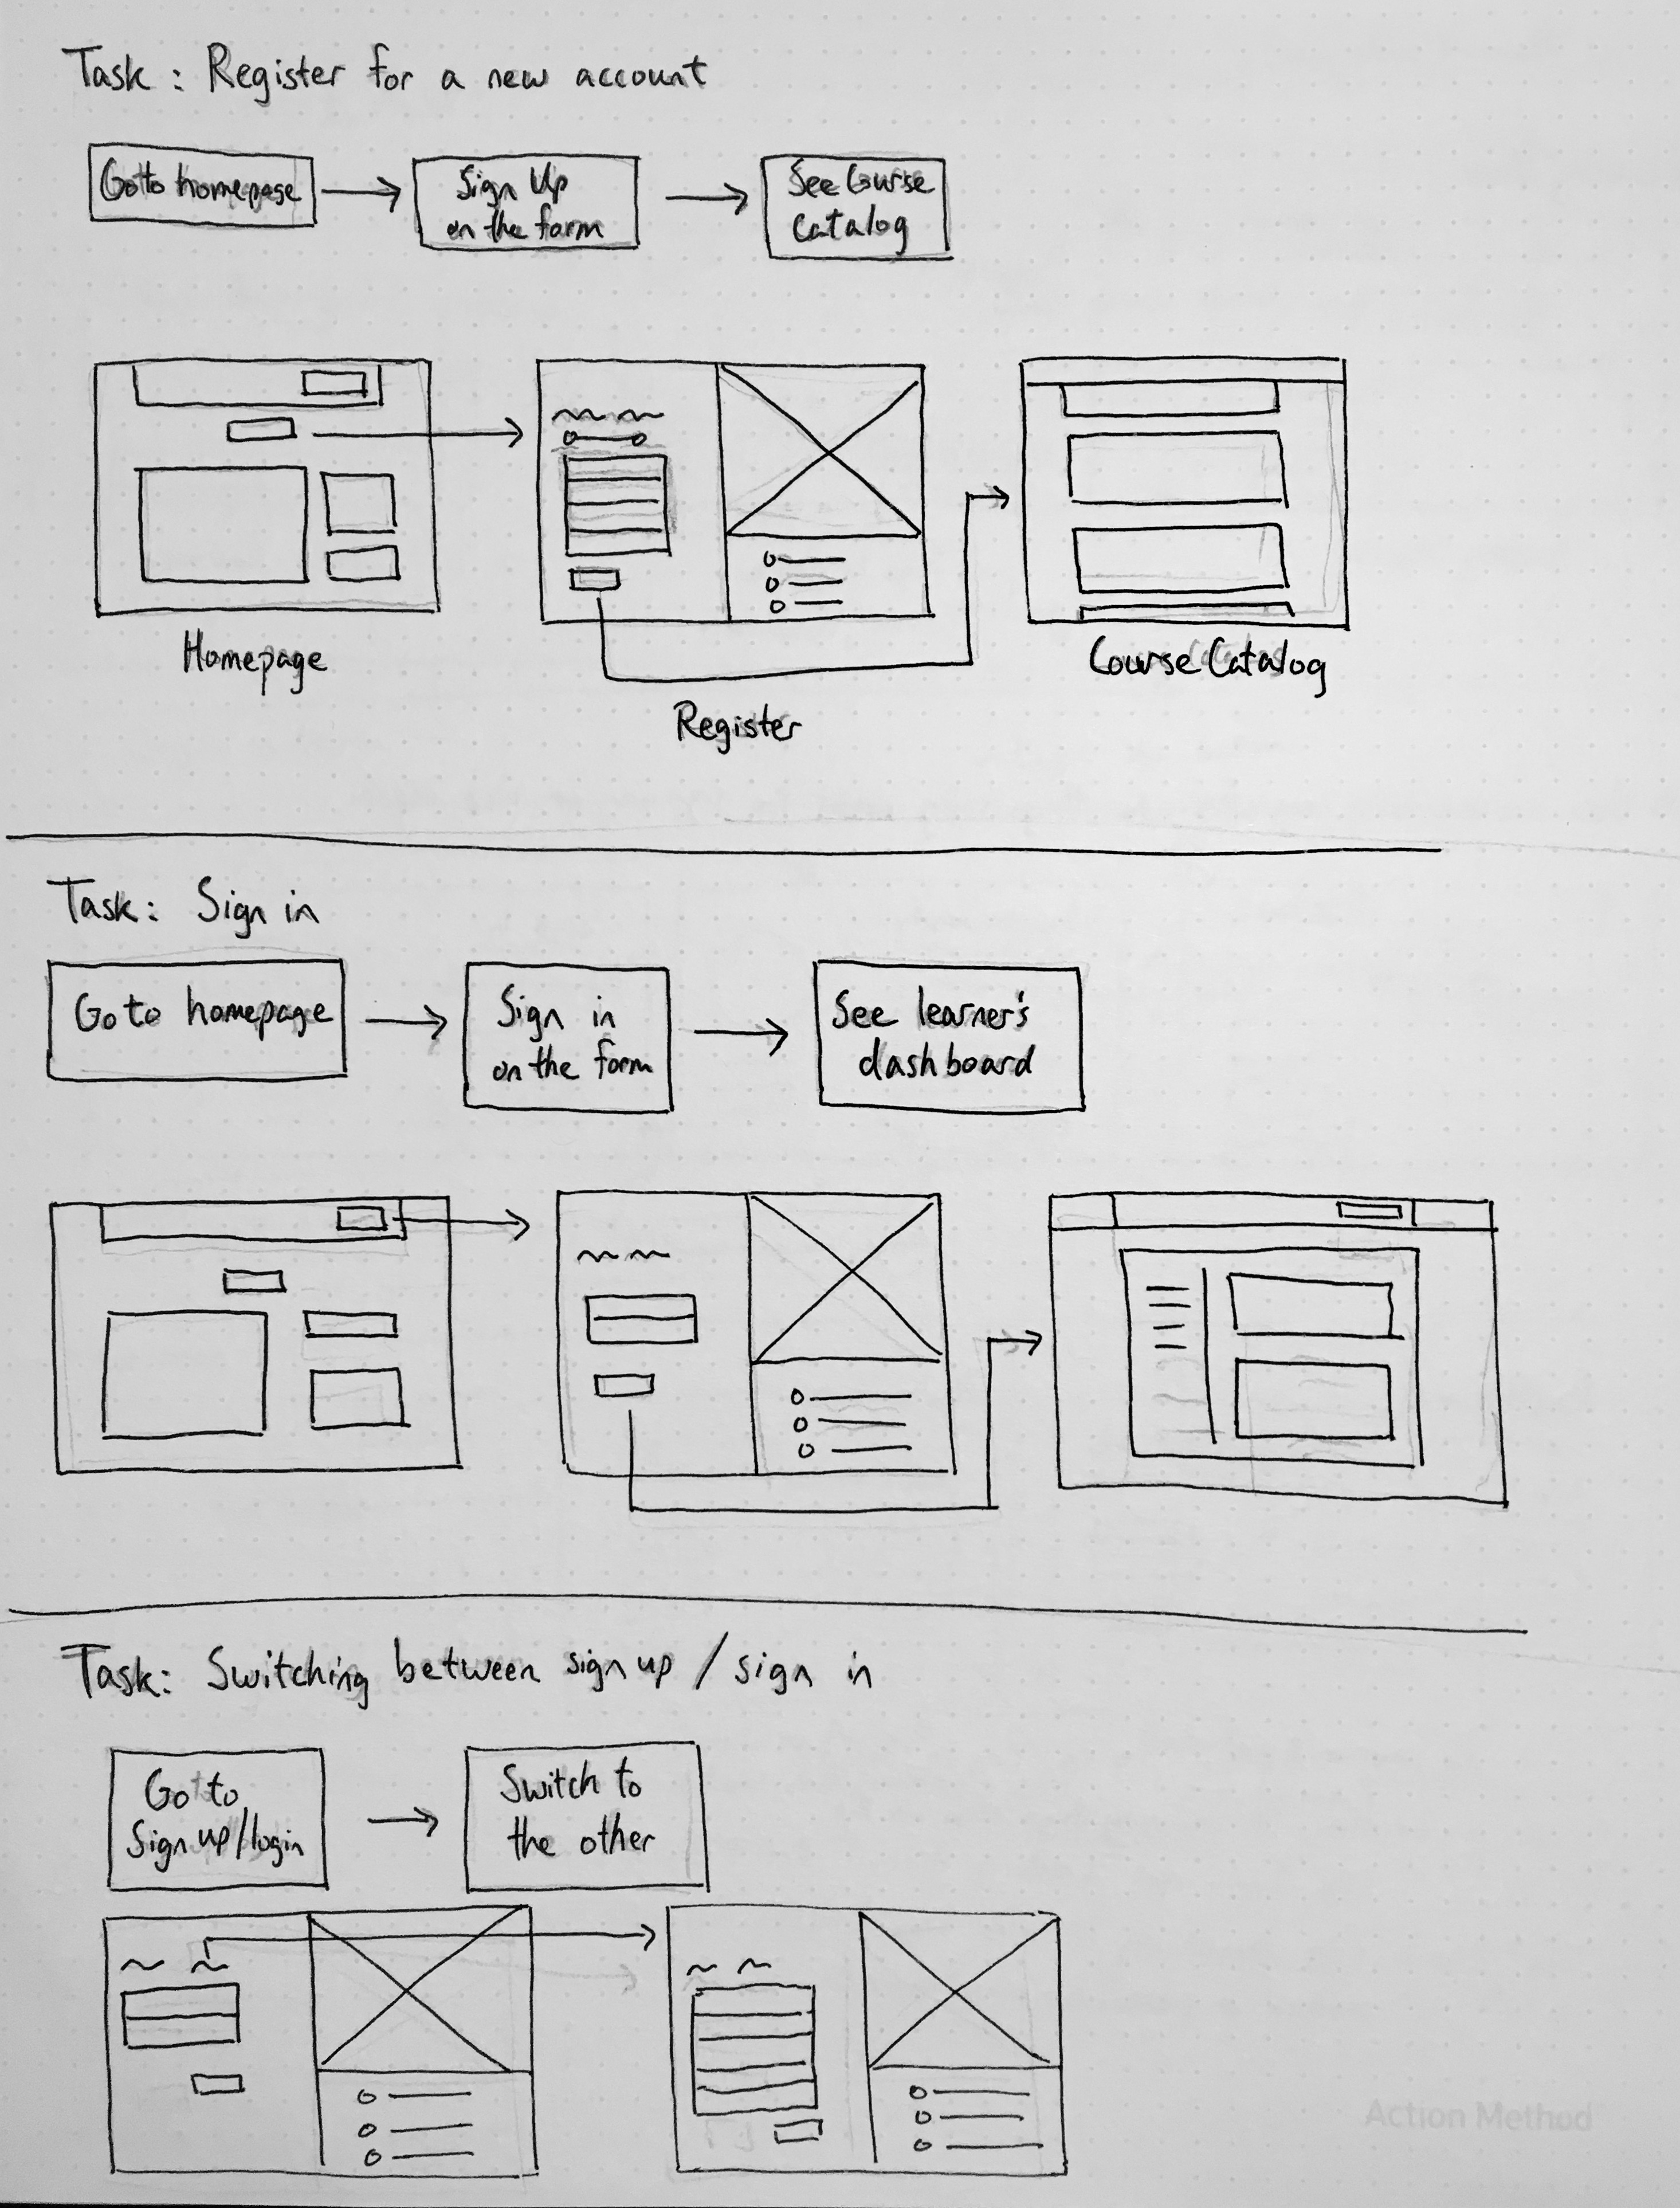 Task: Register for a new account
Go to homepage
Sign Up
on the form
See Course
Catalog
Homepage
Register
Course Catalog
Task: Sign in
Go to homepage
Sign in
on the form
See learner's
dashboard
Task: Switching between sign up / sign in
Go to
Sign up/login
Switch to
the other
Action Method